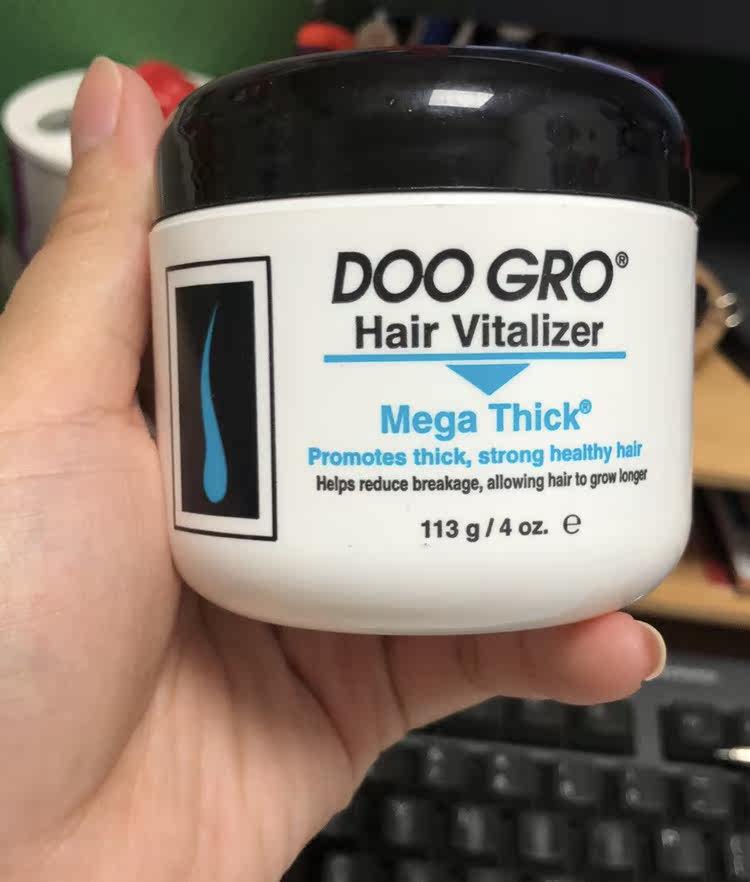 DOO GRO®
Hair Vitalizer
Mega Thick®
Promotes thick, strong healthy hair
Helps reduce breakage, allowing hair to grow longer
113 g / 4 oz. ℮